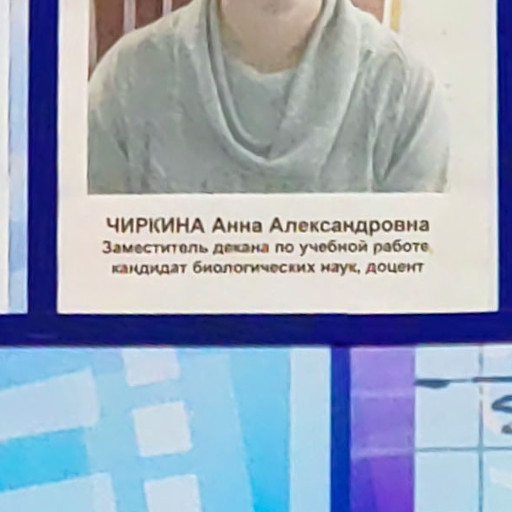 ЧИРКИНА Анна Александровна
Заместитель декана по учебной работе,
кандидат биологических наук, доцент